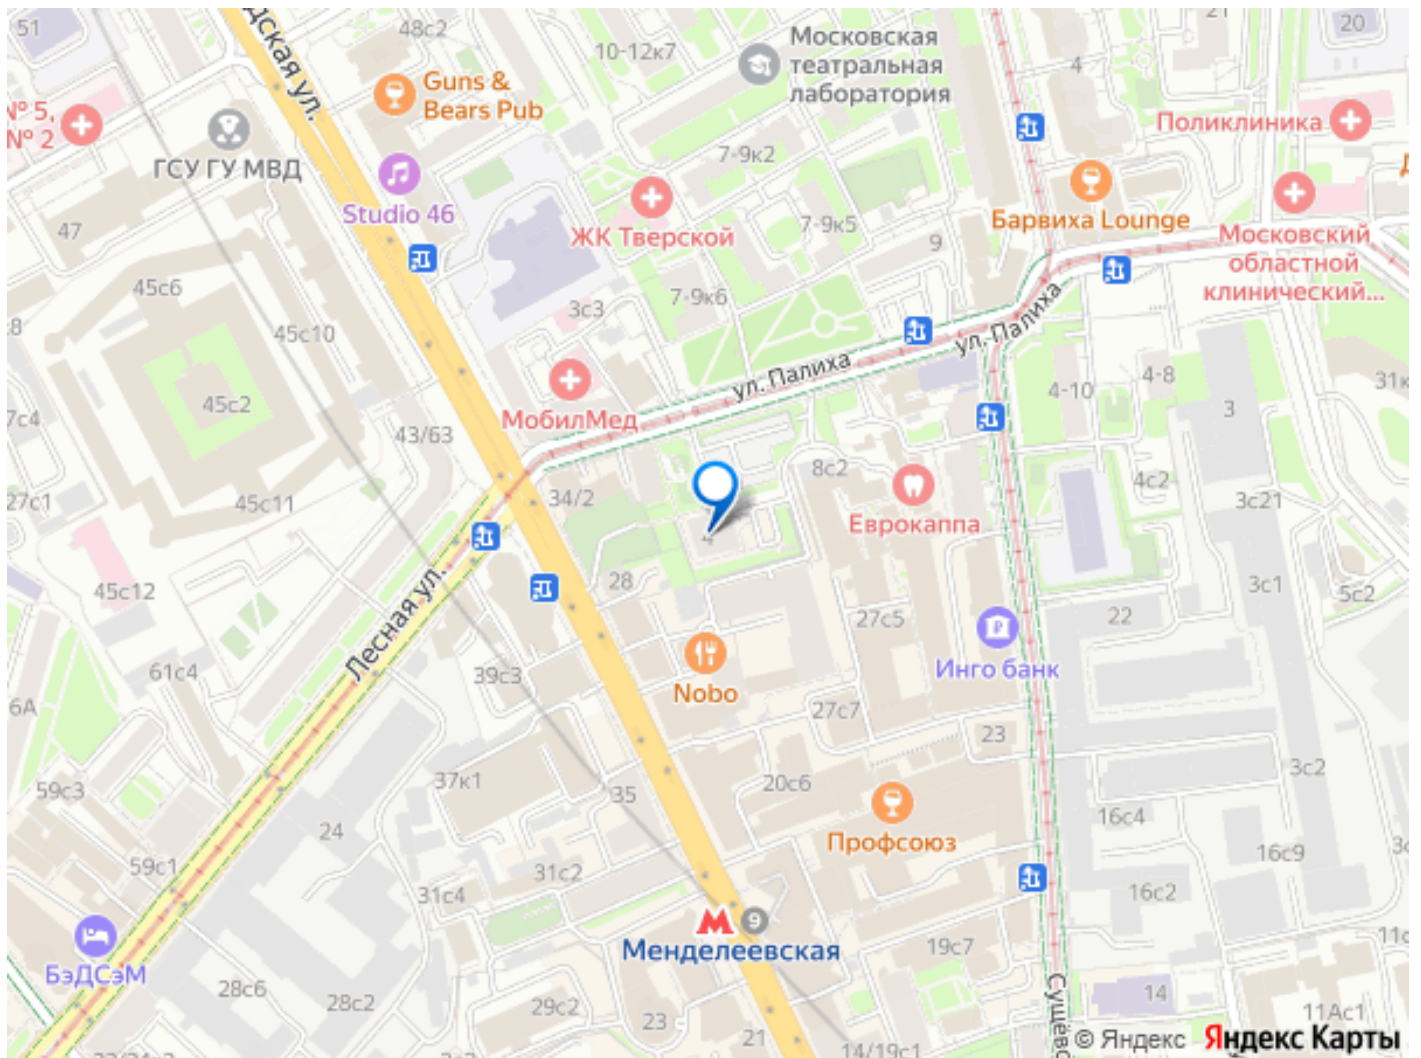 51
дская ул.
48с2
21
20
10-12к7
Московская
театральная
лаборатория
4
Guns &
Bears Pub
№ 5,
№ 2
Поликлиника
ГСУ ГУ МВД
7-9к2
Studio 46
ЖК Тверской
7-9к5
9
Барвиха Lounge
Московский
областной
клинический...
47
45с6
3с3
7-9к6
45с10
ул. Палиха
ул. Палиха
45с2
МобилМед
4-10
4-8
3
31к
43/63
34/2
8с2
Еврокаппа
4с2
3с21
27с1
45с11
4
45с12
28
27с5
22
3с1
5с2
Лесная ул.
61с4
39с3
Nobo
Инго банк
6А
27с7
23
59с3
37к1
35
20с6
3с2
24
Профсоюз
16с4
16с9
59с1
31с4
31с2
16с2
9
Менделеевская
19с7
БэДСэМ
28с6
28с2
29с2
23
21
14/19с1
14
11Ас1
Сущёвс
© Яндекс
Яндекс Карты